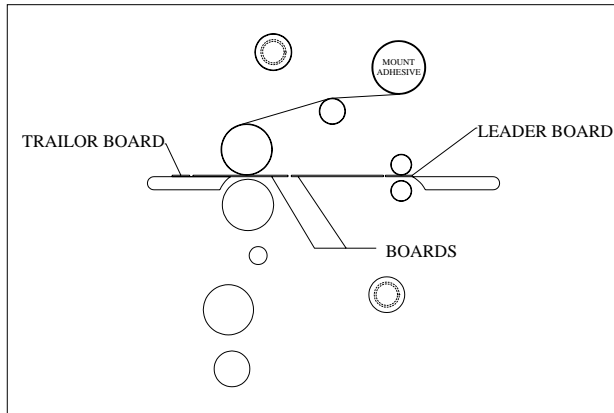 MOUNT
ADHESIVE
LEADER BOARD
TRAILOR BOARD
BOARDS